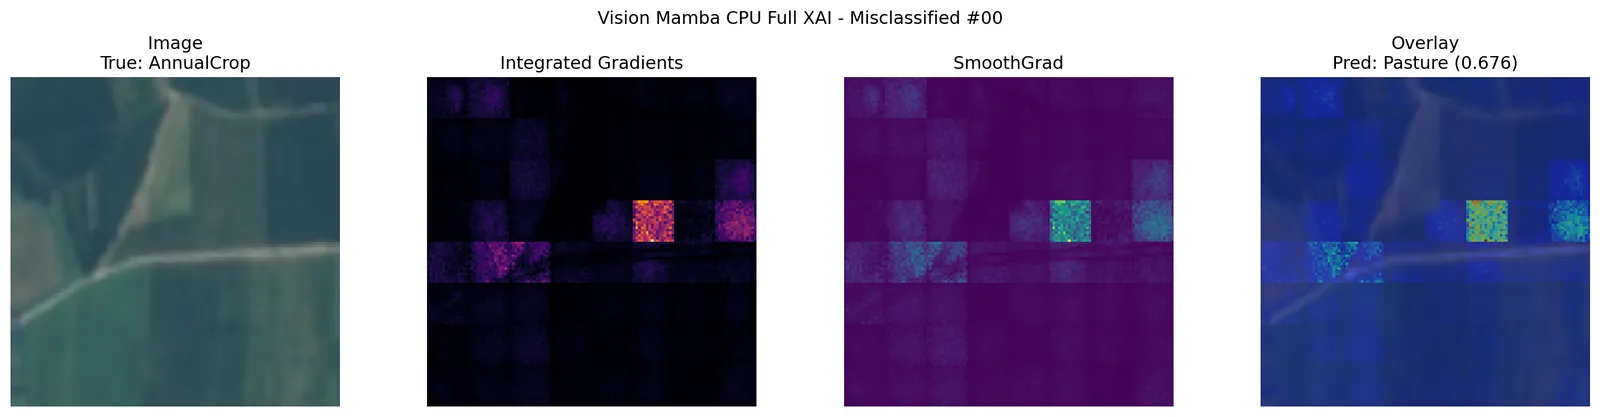 Vision Mamba CPU Full XAI - Misclassified #00
Image
True: AnnualCrop
Integrated Gradients
SmoothGrad
Overlay
Pred: Pasture (0.676)